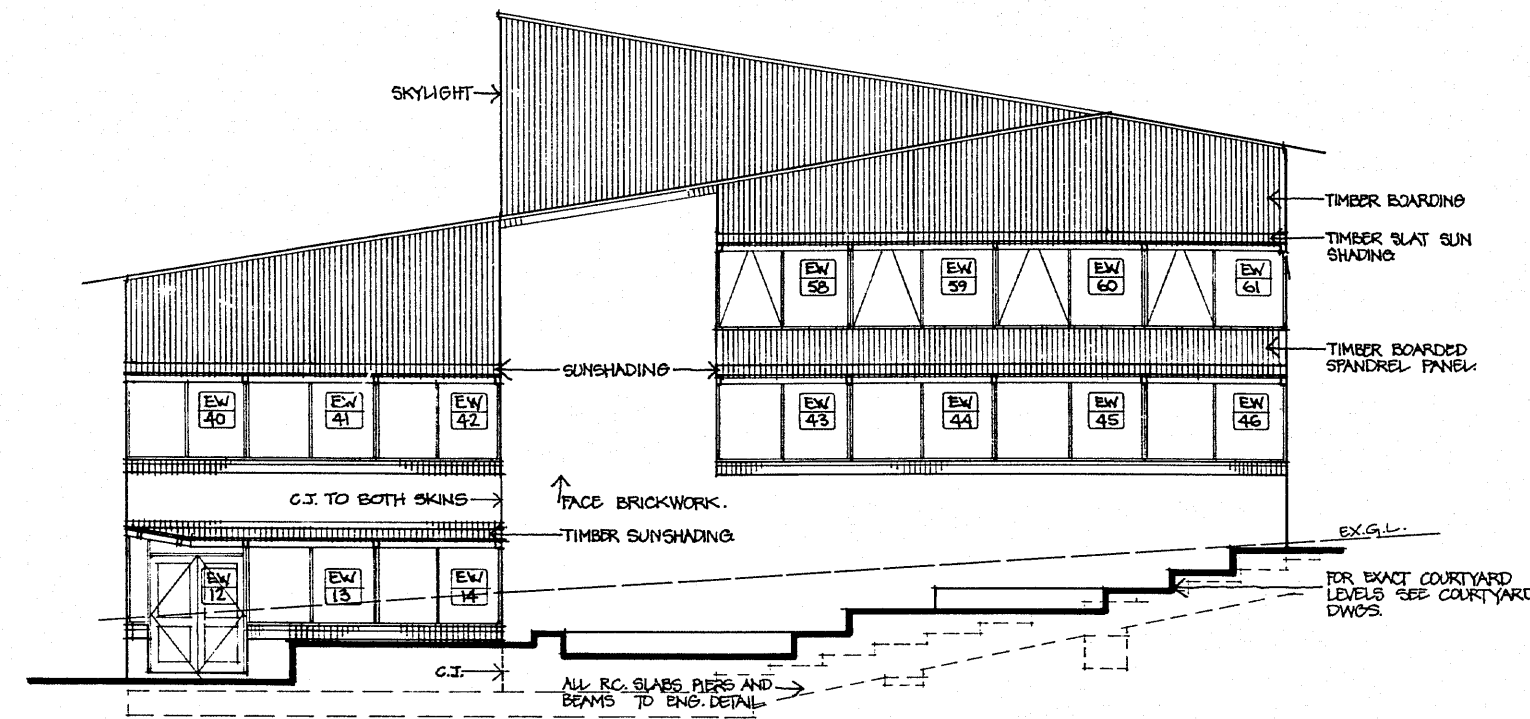 SKYLIGHT
TIMBER BOARDING
TIMBER SLAT SUN
SHADING
EW
58
EW
59
EW
60
EW
61
TIMBER BOARDED
SPANDREL PANEL.
SUNSHADING
EW
40
EW
41
EW
42
EW
43
EW
44
EW
45
EW
46
C.J. TO BOTH SKINS
FACE BRICKWORK.
TIMBER SUNSHADING
EX.G.L.
EW
12
EW
13
EW
14
FOR EXACT COURTYARD
LEVELS SEE COURTYARD
DWGS.
C.J.
ALL R.C. SLABS PIERS AND
BEAMS TO ENG. DETAIL